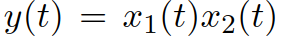 y(t) = x₁(t)x₂(t)